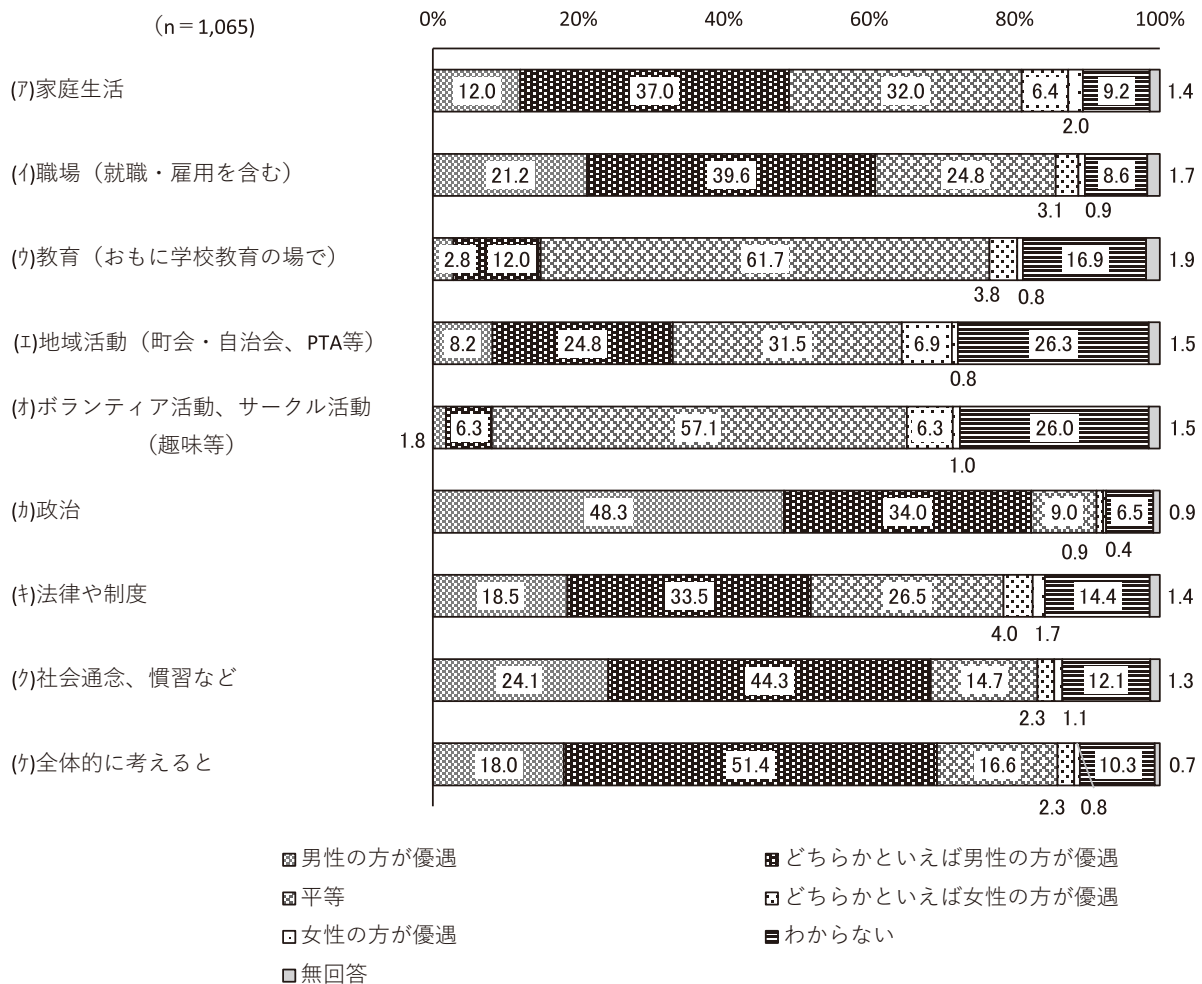 (n＝1,065)
0% 20% 40% 60% 80% 100%
(ｱ)家庭生活 12.0 37.0 32.0 6.4 9.2 1.4
2.0
(ｲ)職場（就職・雇用を含む） 21.2 39.6 24.8 8.6 1.7
3.1 0.9
(ｳ)教育（おもに学校教育の場で） 2.8 12.0 61.7 16.9 1.9
3.8 0.8
(ｴ)地域活動（町会・自治会、PTA等） 8.2 24.8 31.5 6.9 26.3 1.5
0.8
(ｵ)ボランティア活動、サークル活動
（趣味等） 1.8 6.3 57.1 6.3 26.0 1.5
1.0
(ｶ)政治 48.3 34.0 9.0 6.5 0.9
0.9 0.4
(ｷ)法律や制度 18.5 33.5 26.5 14.4 1.4
4.0 1.7
(ｸ)社会通念、慣習など 24.1 44.3 14.7 12.1 1.3
2.3 1.1
(ｹ)全体的に考えると 18.0 51.4 16.6 10.3 0.7
2.3 0.8
男性の方が優遇 どちらかといえば男性の方が優遇
平等 どちらかといえば女性の方が優遇
女性の方が優遇 わからない
無回答